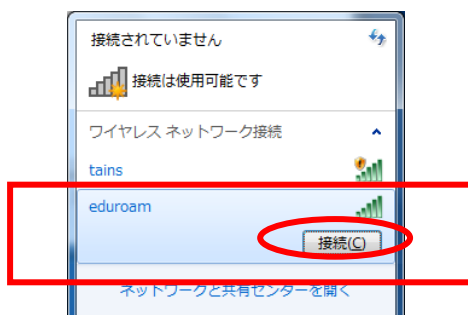 接続されていません
接続は使用可能です
ワイヤレス ネットワーク接続
tains
eduroam
接続(C)
ネットワークと共有センターを開く